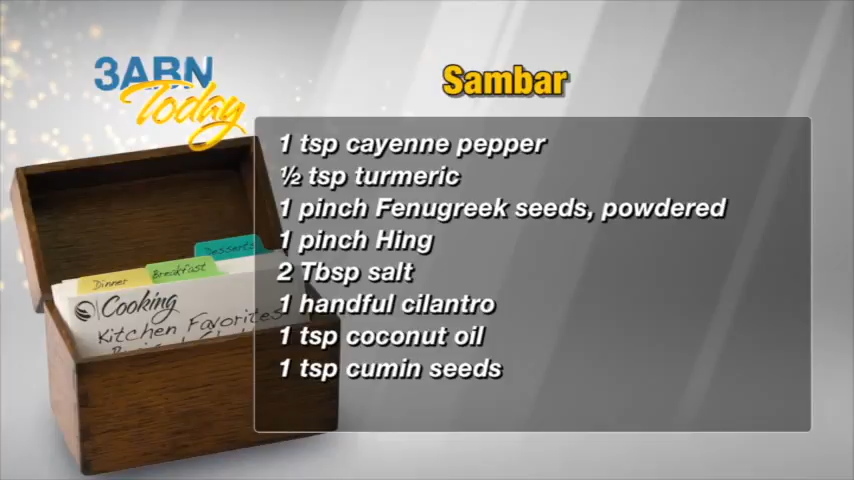 3ABN
Today
Sambar
1 tsp cayenne pepper
½ tsp turmeric
1 pinch Fenugreek seeds, powdered
1 pinch Hing
2 Tbsp salt
1 handful cilantro
1 tsp coconut oil
1 tsp cumin seeds
Desserts
Breakfast
Dinner
Cooking
Kitchen Favorites